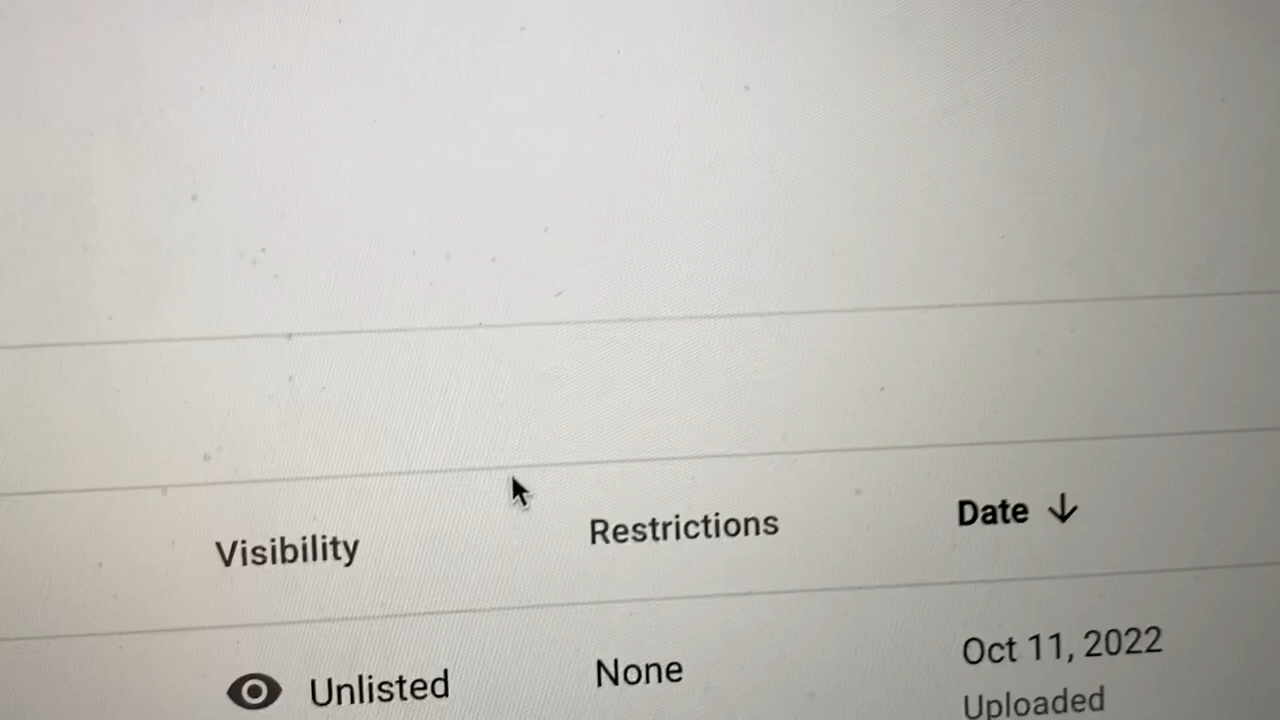 Visibility Restrictions Date ↓
Unlisted None Oct 11, 2022
Uploaded